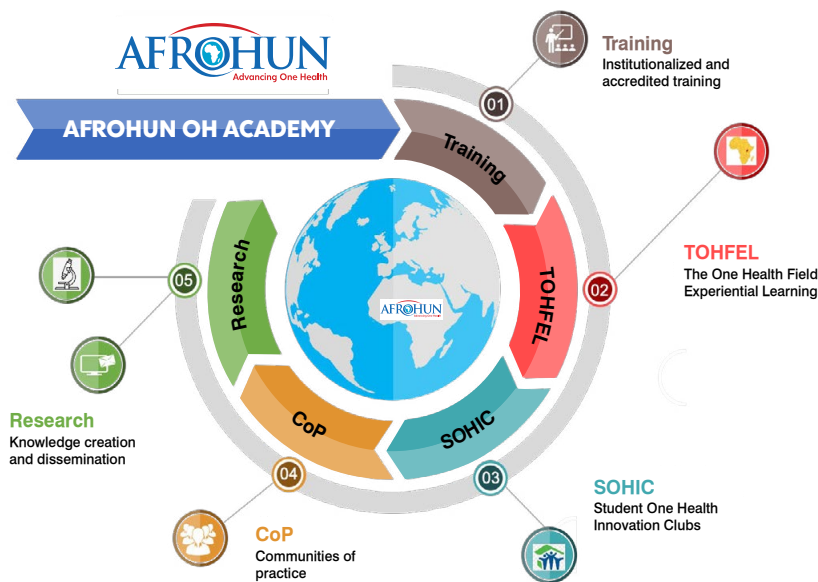 AFROHUN
Advancing One Health
AFROHUN OH ACADEMY
01
Training
Institutionalized and
accredited training
Training
TOHFEL
02
TOHFEL
The One Health Field
Experiential Learning
AFROHUN
Research
05
Research
Knowledge creation
and dissemination
CoP
04
CoP
Communities of
practice
SOHIC
03
SOHIC
Student One Health
Innovation Clubs